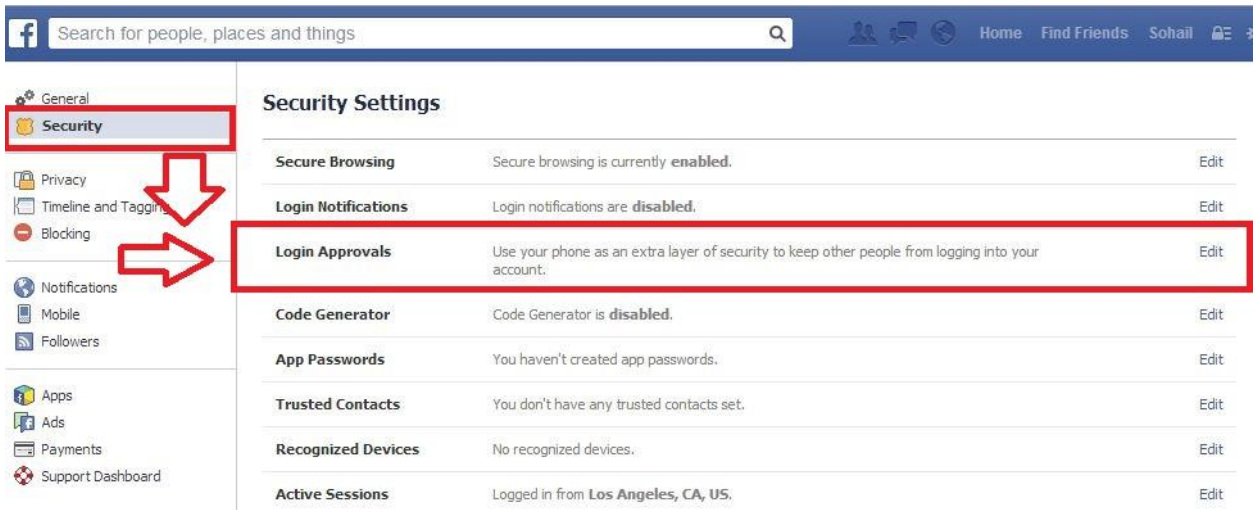 f Search for people, places and things Home Find Friends Sohail
General
Security
Privacy
Timeline and Tagging
Blocking
Notifications
Mobile
Followers
Apps
Ads
Payments
Support Dashboard
Security Settings
Secure Browsing Secure browsing is currently enabled. Edit
Login Notifications Login notifications are disabled. Edit
Login Approvals Use your phone as an extra layer of security to keep other people from logging into your Edit
account.
Code Generator Code Generator is disabled. Edit
App Passwords You haven't created app passwords. Edit
Trusted Contacts You don't have any trusted contacts set. Edit
Recognized Devices No recognized devices. Edit
Active Sessions Logged in from Los Angeles, CA, US. Edit